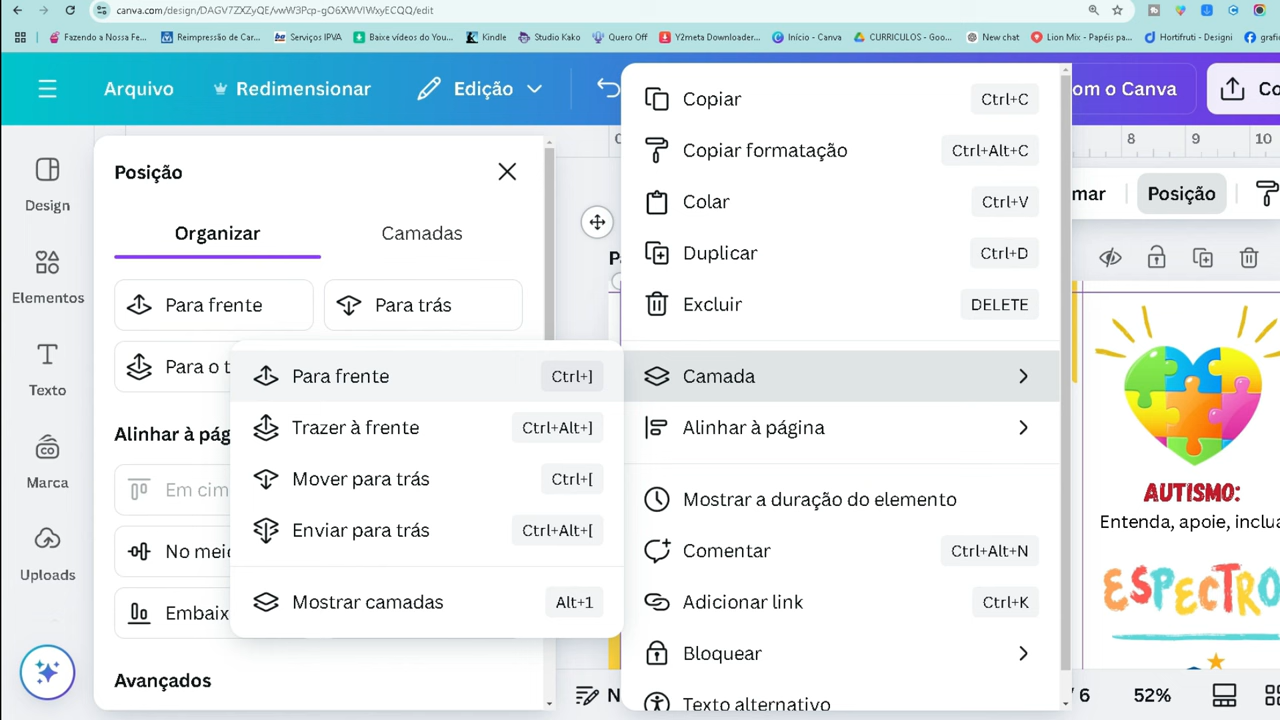 canva.com/design/DAGV7ZXZyQE/vwW3Pcp-gO6XWVlWxyECQQ/edit
Fazendo a Nossa Fe...
Reimpressão de Car...
Serviços IPVA
Baixe vídeos do You...
Kindle
Studio Kako
Quero Off
Y2meta Downloader...
Início - Canva
CURRICULOS - Goo...
New chat
Lion Mix - Papéis pa...
Hortifruti - Designi
Arquivo
Redimensionar
Edição
om o Canva
Co
8
9
10
Design
Elementos
Texto
Marca
Uploads
Posição
Organizar
Camadas
Para frente
Para trás
Para o t
Alinhar à pág
Em cim
No meio
Embaix
Avançados
Para frente Ctrl+]
Trazer à frente Ctrl+Alt+]
Mover para trás Ctrl+[
Enviar para trás Ctrl+Alt+[
Mostrar camadas Alt+1
Copiar Ctrl+C
Copiar formatação Ctrl+Alt+C
Colar Ctrl+V
Duplicar Ctrl+D
Excluir DELETE
Camada
Alinhar à página
Mostrar a duração do elemento
Comentar Ctrl+Alt+N
Adicionar link Ctrl+K
Bloquear
Texto alternativo
mar
Posição
AUTISMO:
Entenda, apoie, inclua
ESPECTRO
N
/ 6
52%